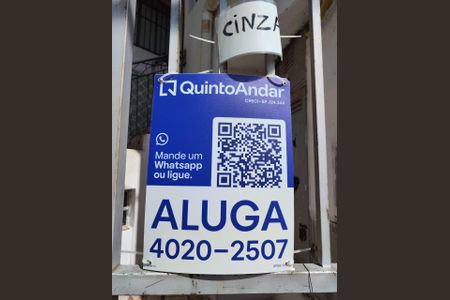 CINZA
QuintoAndar
Mande um
Whatsapp
ou ligue.
ALUGA
4020-2507